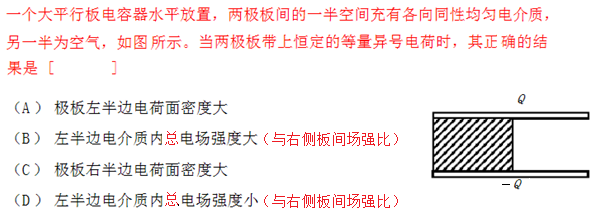 一个大平行板电容器水平放置，两极板间的一半空间充有各向同性均匀电介质，
另一半为空气，如图所示。当两极板带上恒定的等量异号电荷时，其正确的结
果是［　　］
（A）极板左半边电荷面密度大
（B）左半边电介质内总电场强度大（与右侧板间场强比）
（C）极板右半边电荷面密度大
（D）左半边电介质内总电场强度小（与右侧板间场强比）
Q
－Q